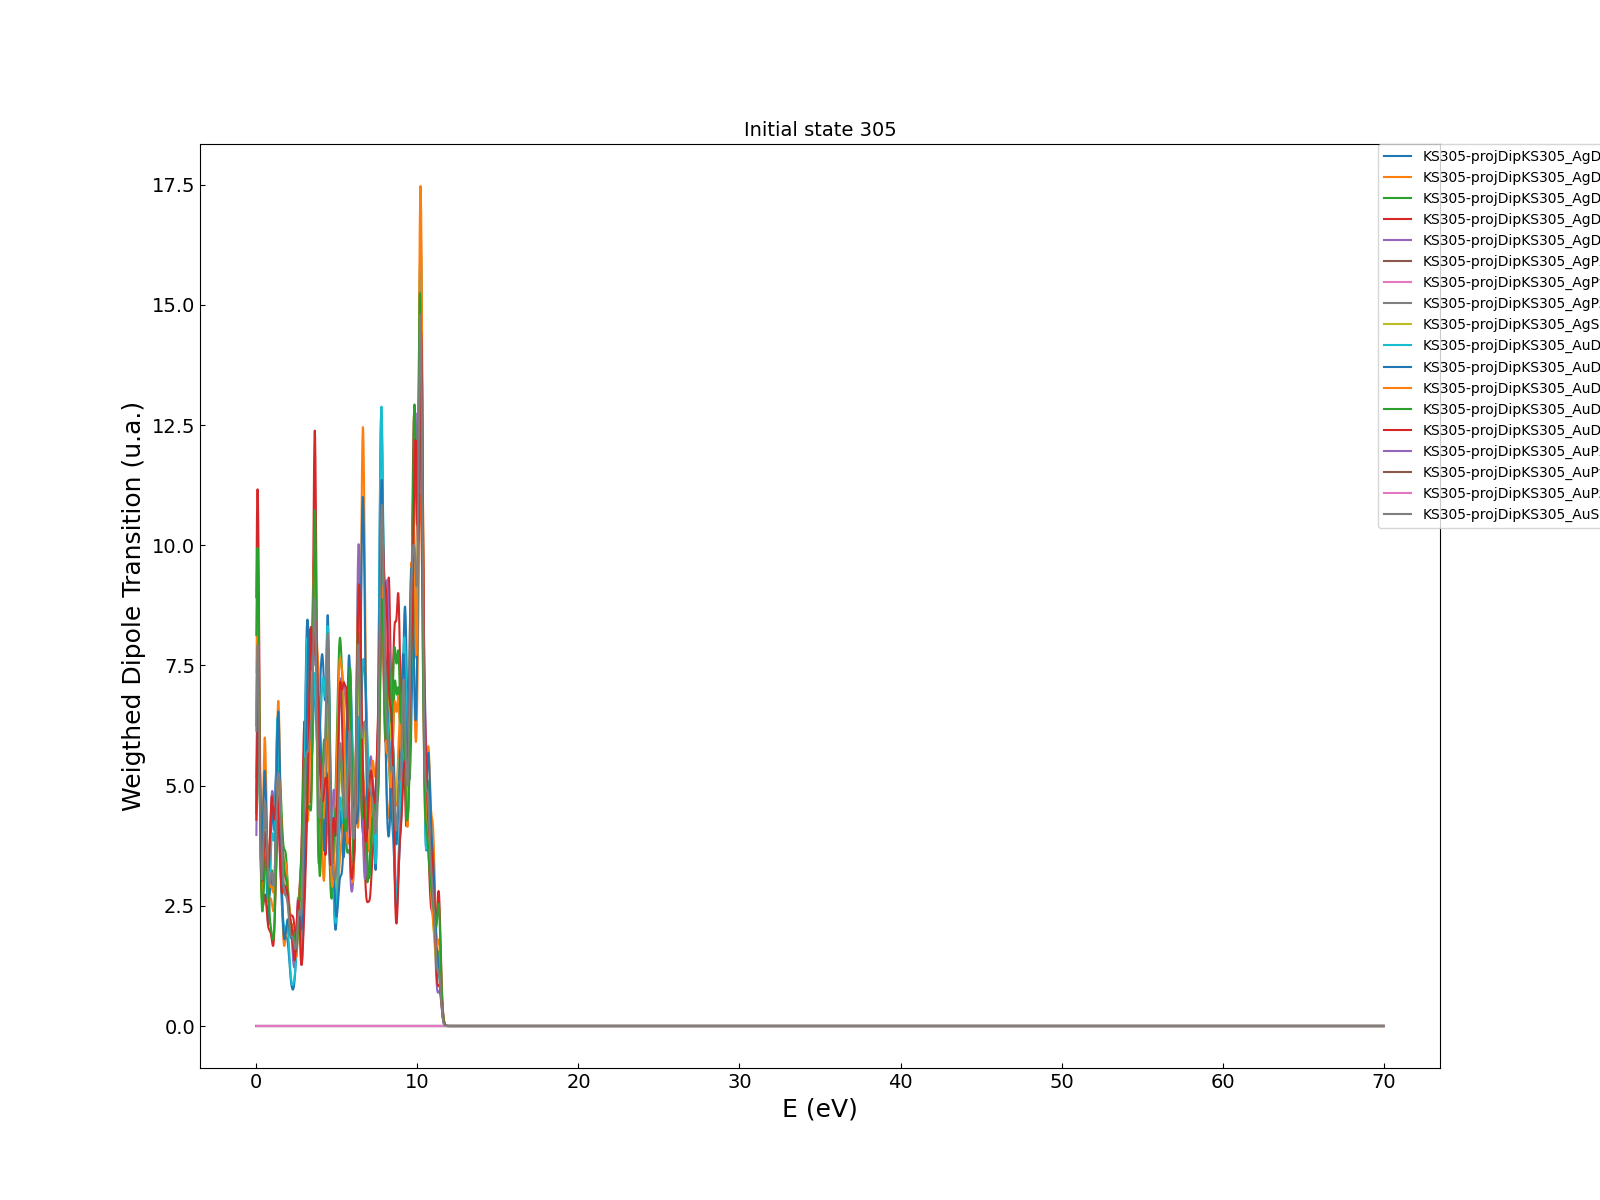 Initial state 305
17.5
15.0
12.5
10.0
7.5
5.0
2.5
0.0
Weigthed Dipole Transition (u.a.)
0 10 20 30 40 50 60 70
E (eV)
KS305-projDipKS305_AgD
KS305-projDipKS305_AgD
KS305-projDipKS305_AgD
KS305-projDipKS305_AgD
KS305-projDipKS305_AgD
KS305-projDipKS305_AgP
KS305-projDipKS305_AgP
KS305-projDipKS305_AgP
KS305-projDipKS305_AgS
KS305-projDipKS305_AuD
KS305-projDipKS305_AuD
KS305-projDipKS305_AuD
KS305-projDipKS305_AuD
KS305-projDipKS305_AuD
KS305-projDipKS305_AuP
KS305-projDipKS305_AuP
KS305-projDipKS305_AuP
KS305-projDipKS305_AuS